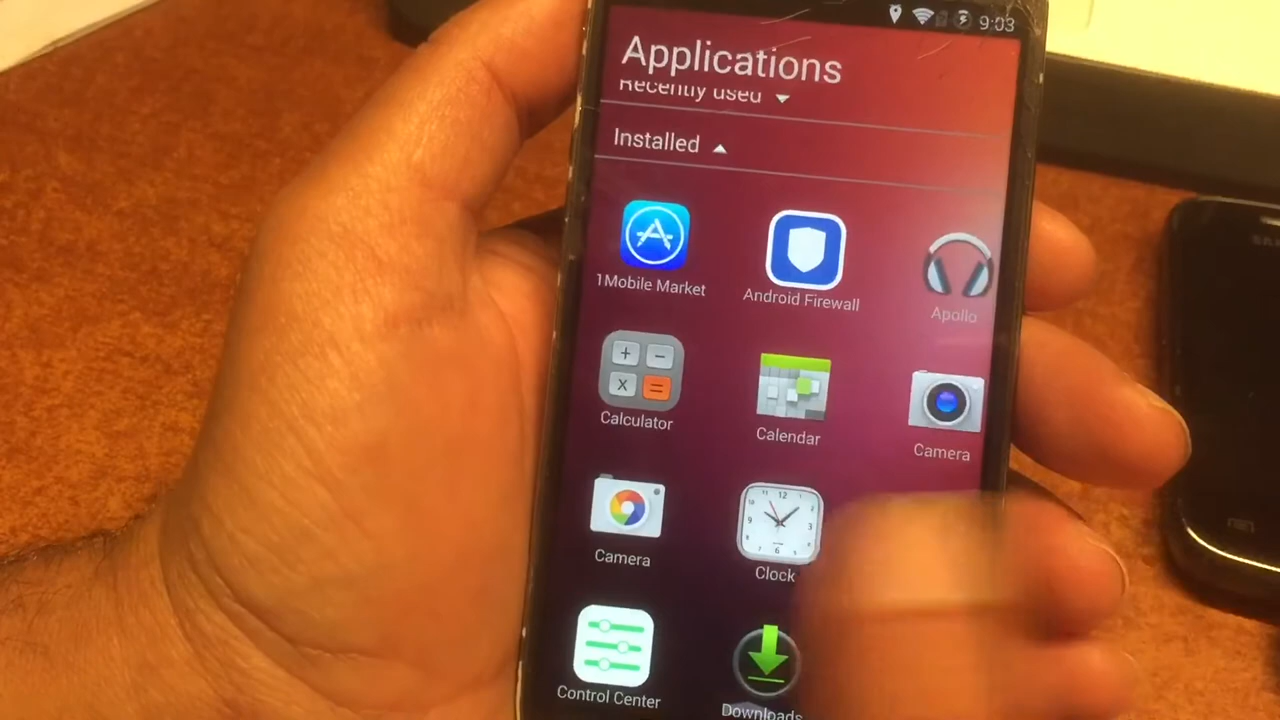 9:03
Applications
Recently used
Installed
1Mobile Market
Android Firewall
Apollo
Calculator
Calendar
Camera
Camera
Clock
Control Center
Downloads